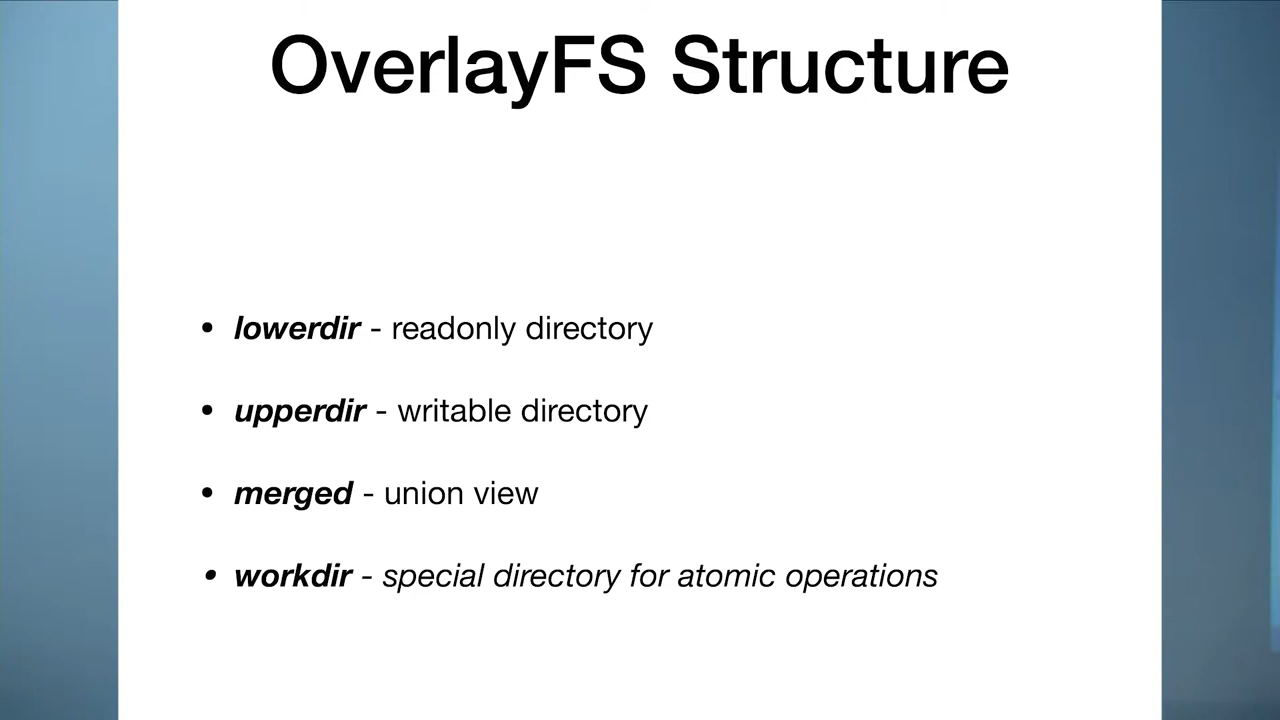 OverlayFS Structure
• lowerdir - readonly directory
• upperdir - writable directory
• merged - union view
• workdir - special directory for atomic operations